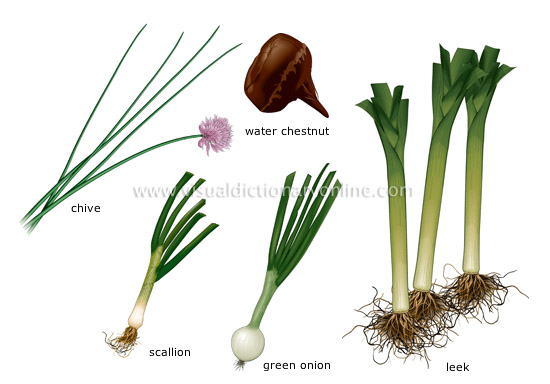 water chestnut
www.visualdictionaryonline.com
chive
scallion
green onion
leek